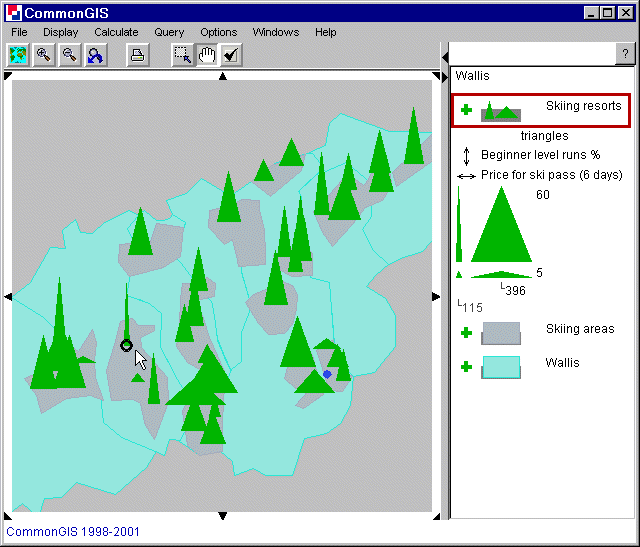 CommonGIS
File Display Calculate Query Options Windows Help
?
Wallis
Skiing resorts
triangles
Beginner level runs %
Price for ski pass (6 days)
60
5
396
115
Skiing areas
Wallis
CommonGIS 1998-2001